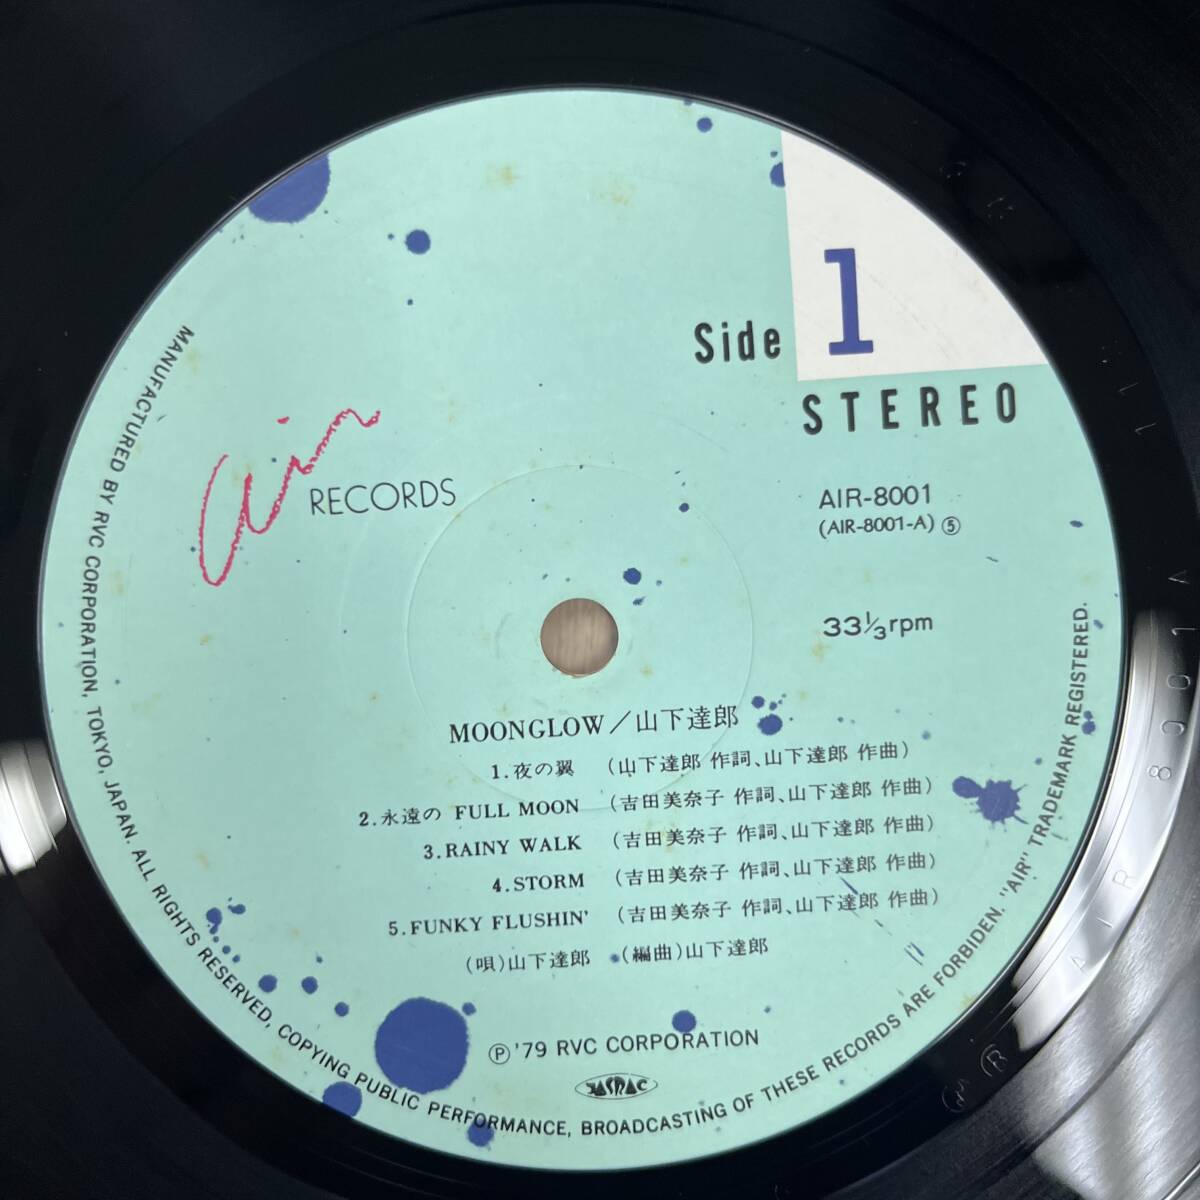 Side 1
STEREO
air RECORDS
AIR-8001
(AIR-8001-A) ⑤
33⅓rpm
MOONGLOW／山下達郎
1.夜の翼 (山下達郎 作詞、山下達郎 作曲)
2.永遠の FULL MOON (吉田美奈子 作詞、山下達郎 作曲)
3.RAINY WALK (吉田美奈子 作詞、山下達郎 作曲)
4.STORM (吉田美奈子 作詞、山下達郎 作曲)
5.FUNKY FLUSHIN' (吉田美奈子 作詞、山下達郎 作曲)
(唄)山下達郎 (編曲)山下達郎
Ⓟ'79 RVC CORPORATION
JASRAC
MANUFACTURED BY RVC CORPORATION, TOKYO, JAPAN. ALL RIGHTS RESERVED, COPYING PUBLIC PERFORMANCE, BROADCASTING OF THESE RECORDS ARE FORBIDDEN. "AIR" TRADEMARK REGISTERED.
AIR 8001 A 11